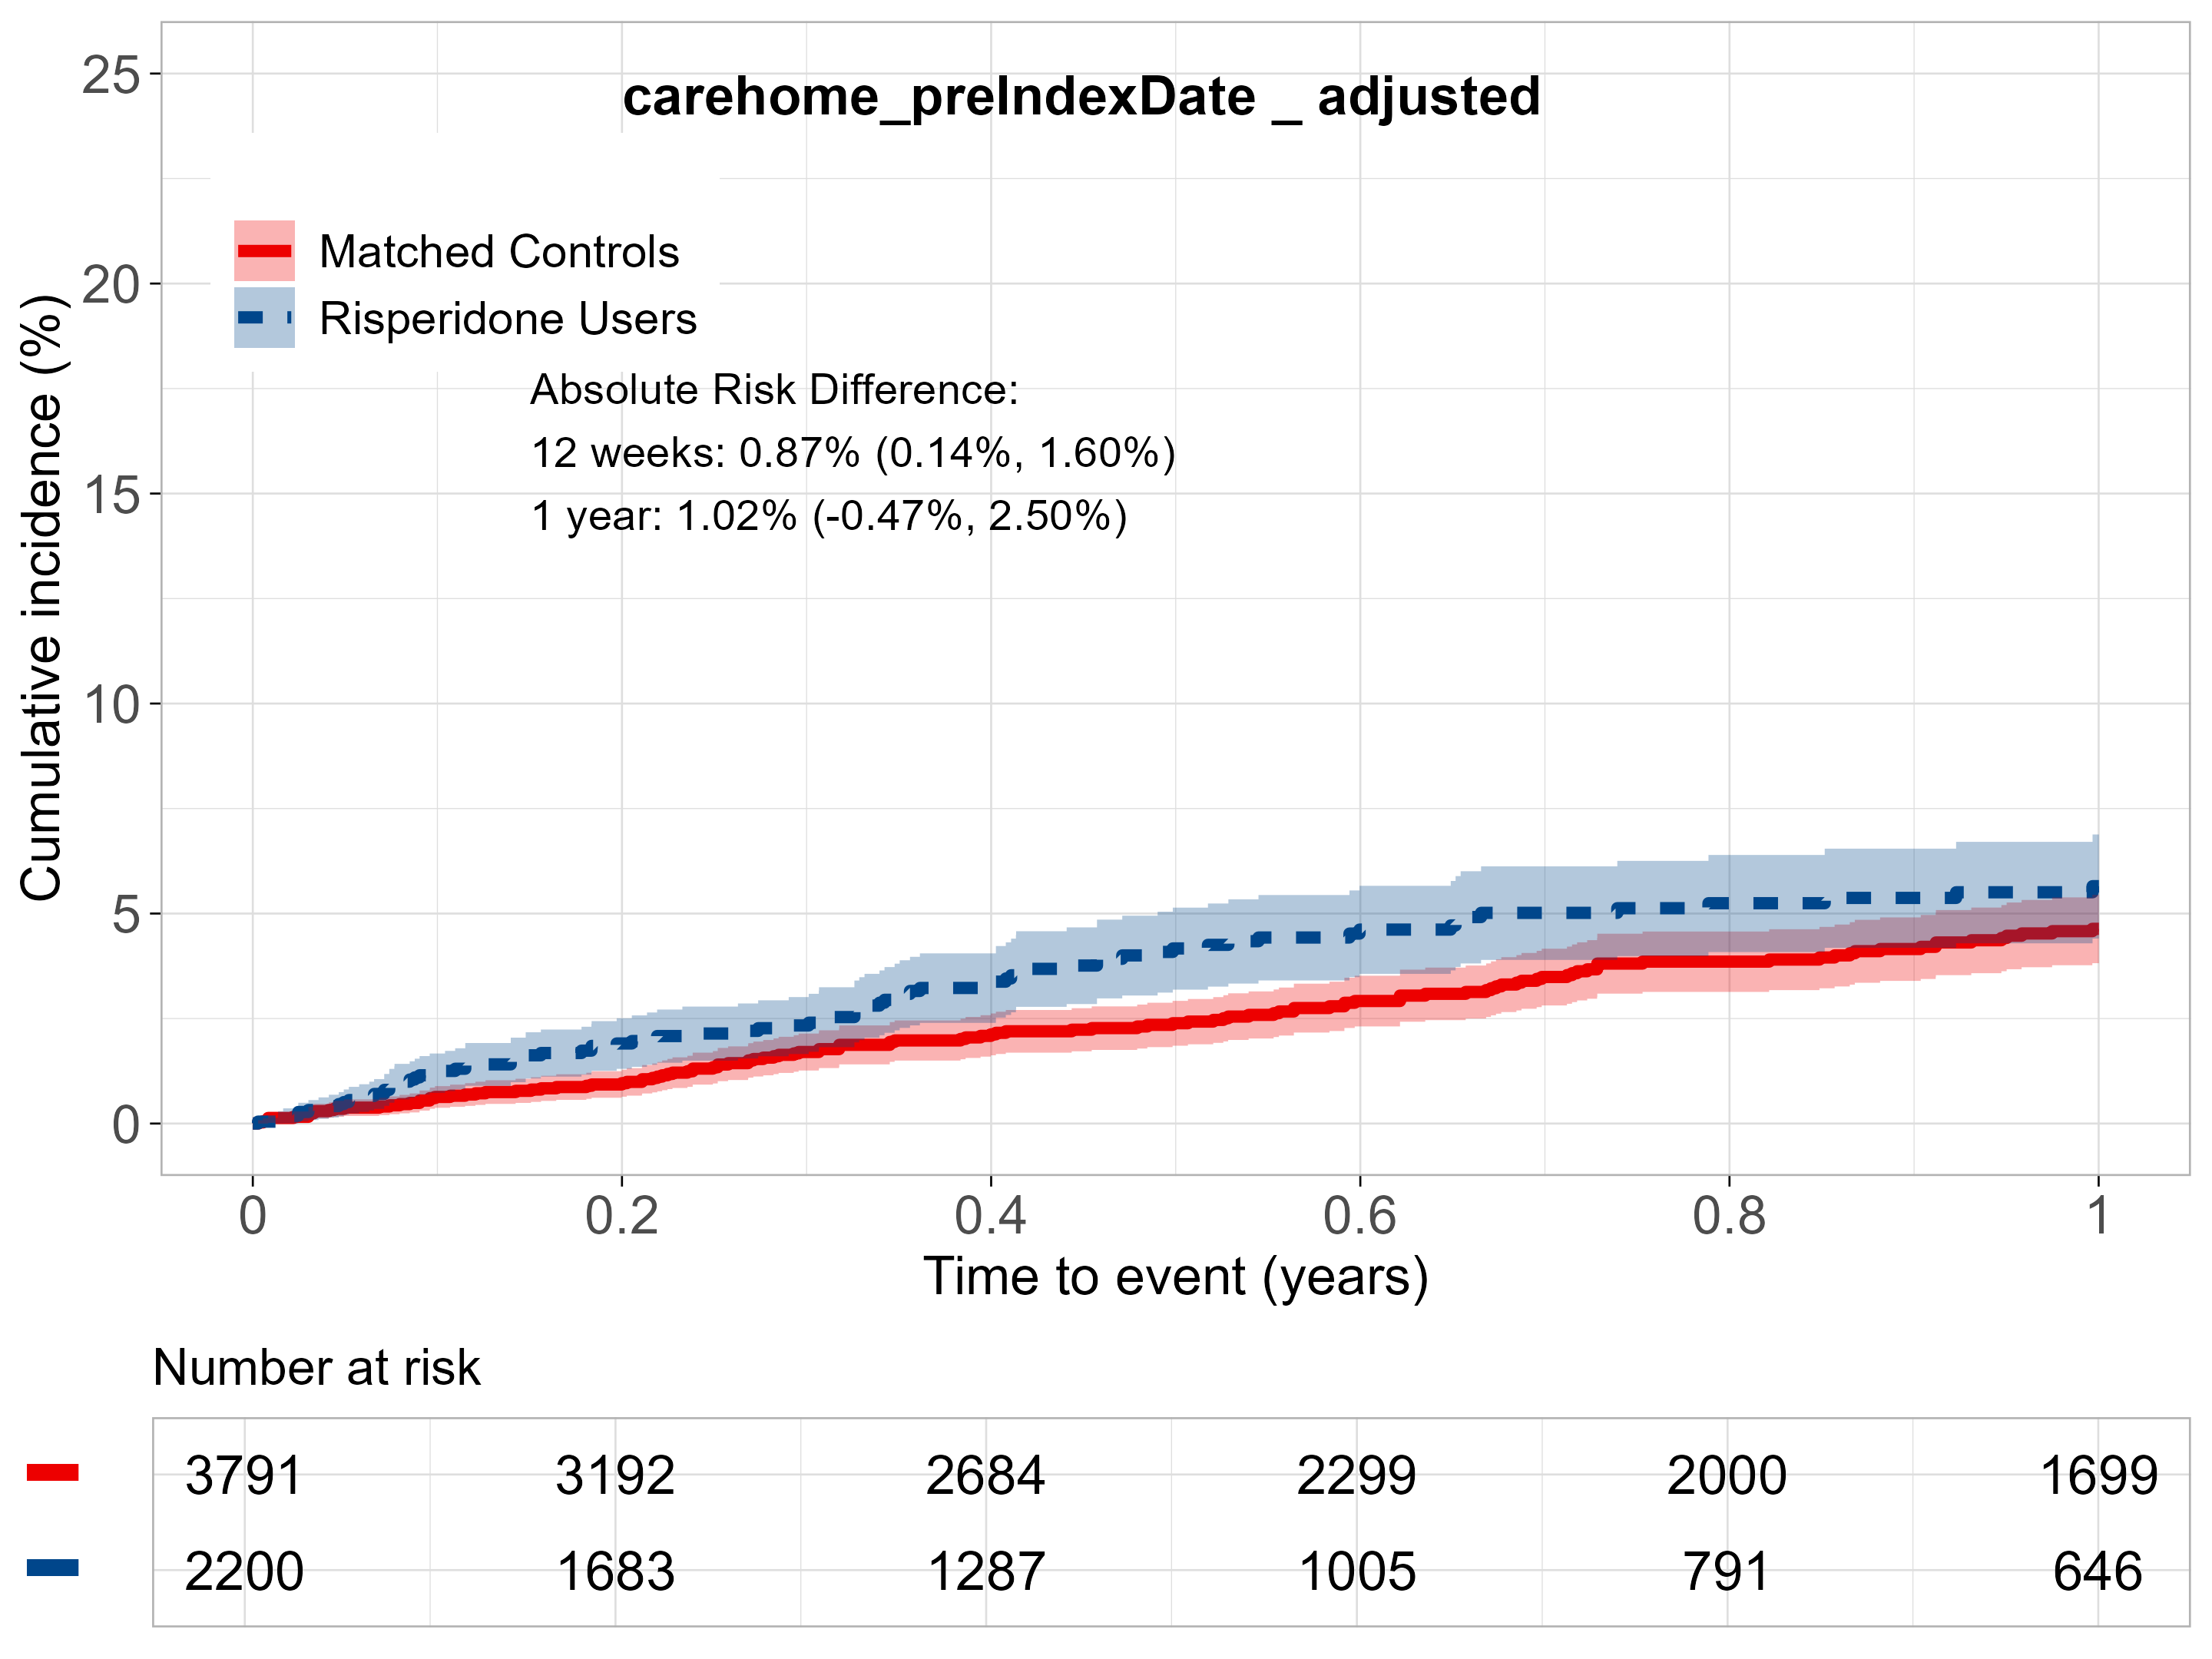 carehome_preIndexDate _ adjusted
Matched Controls
Risperidone Users
Absolute Risk Difference:
12 weeks: 0.87% (0.14%, 1.60%)
1 year: 1.02% (-0.47%, 2.50%)
Cumulative incidence (%)
25
20
15
10
5
0
0 0.2 0.4 0.6 0.8 1
Time to event (years)
Number at risk
3791 3192 2684 2299 2000 1699
2200 1683 1287 1005 791 646